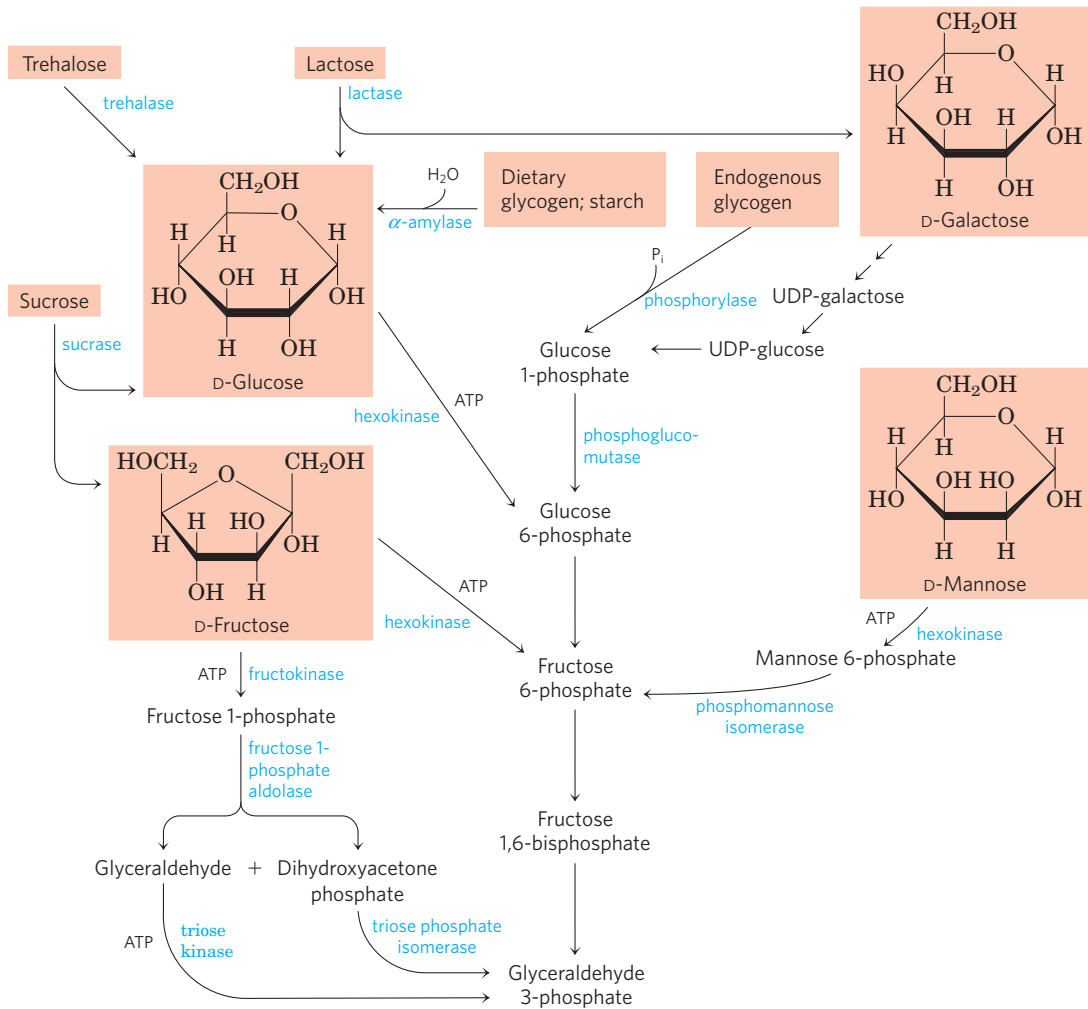 Trehalose
trehalase
Lactose
lactase
CH₂OH
O
HO
H
H
OH
H
H
OH
H
OH
D-Galactose
CH₂OH
O
H
H
H
OH
H
HO
OH
H
OH
D-Glucose
H₂O
α-amylase
Dietary
glycogen; starch
Endogenous
glycogen
Pᵢ
phosphorylase
UDP-galactose
UDP-glucose
Glucose
1-phosphate
Sucrose
sucrase
ATP
hexokinase
phosphogluco-
mutase
Glucose
6-phosphate
CH₂OH
O
H
H
H
OH
HO
HO
OH
H
H
D-Mannose
HOCH₂
O
CH₂OH
H
HO
H
OH
OH
H
D-Fructose
ATP
hexokinase
ATP
hexokinase
Mannose 6-phosphate
phosphomannose
isomerase
Fructose
6-phosphate
ATP
fructokinase
Fructose 1-phosphate
fructose 1-
phosphate
aldolase
Fructose
1,6-bisphosphate
Glyceraldehyde + Dihydroxyacetone
phosphate
ATP
triose
kinase
triose phosphate
isomerase
Glyceraldehyde
3-phosphate